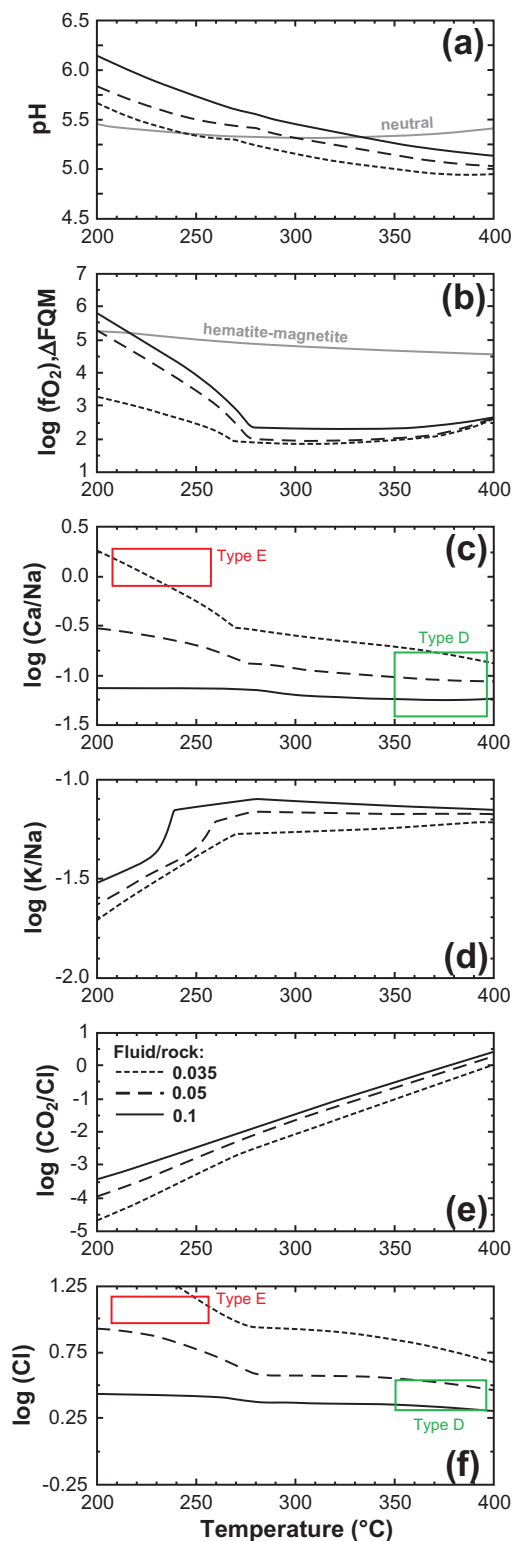 (a)
6.5
6.0
5.5
5.0
4.5
pH
neutral
200 250 300 350 400
(b)
7
6
5
4
3
2
1
log (fO₂),ΔFQM
hematite-magnetite
200 250 300 350 400
(c)
0.5
0.0
-0.5
-1.0
-1.5
log (Ca/Na)
Type E
Type D
200 250 300 350 400
-1.0
-1.5
-2.0
log (K/Na)
(d)
200 250 300 350 400
1
0
-1
-2
-3
-4
-5
log (CO₂/Cl)
Fluid/rock:
0.035
0.05
0.1
(e)
200 250 300 350 400
1.25
0.75
0.25
-0.25
log (Cl)
Type E
Type D
(f)
200 250 300 350 400
Temperature (°C)